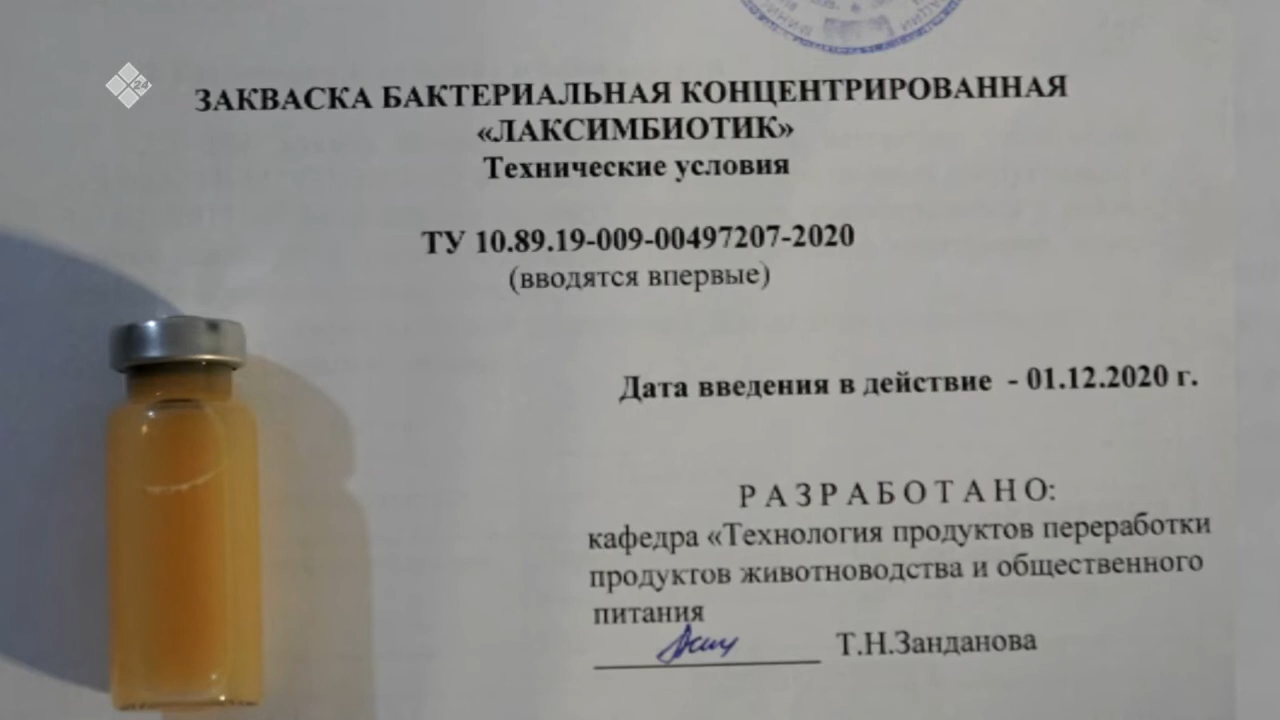 24
ЗАКВАСКА БАКТЕРИАЛЬНАЯ КОНЦЕНТРИРОВАННАЯ
«ЛАКСИМБИОТИК»
Технические условия
ТУ 10.89.19-009-00497207-2020
(вводятся впервые)
Дата введения в действие - 01.12.2020 г.
Р А З Р А Б О Т А Н О:
кафедра «Технология продуктов переработки
продуктов животноводства и общественного
питания
Т.Н.Занданова